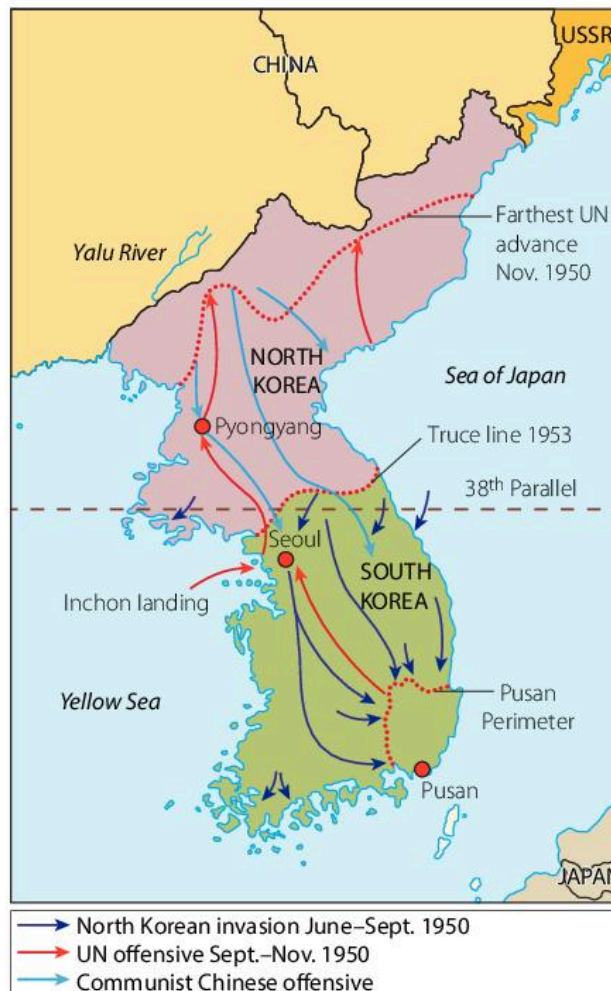 USSR
CHINA
Farthest UN
advance
Nov. 1950
Yalu River
NORTH
KOREA
Sea of Japan
Pyongyang
Truce line 1953
38th Parallel
Seoul
SOUTH
KOREA
Inchon landing
Yellow Sea
Pusan
Perimeter
Pusan
JAPAN
North Korean invasion June–Sept. 1950
UN offensive Sept.–Nov. 1950
Communist Chinese offensive